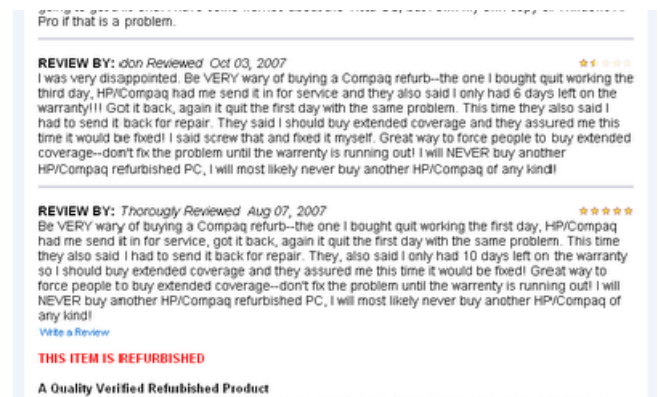 Pro if that is a problem.
REVIEW BY: don Reviewed Oct 03, 2007
I was very disappointed. Be VERY wary of buying a Compaq refurb--the one I bought quit working the
third day, HP/Compaq had me send it in for service and they also said I only had 6 days left on the
warranty!!! Got it back, again it quit the first day with the same problem. This time they also said I
had to send it back for repair. They said I should buy extended coverage and they assured me this
time it would be fixed! I said screw that and fixed it myself. Great way to force people to buy extended
coverage--don't fix the problem until the warrenty is running out! I will NEVER buy another
HP/Compaq refurbished PC, I will most likely never buy another HP/Compaq of any kind!
REVIEW BY: Thorougly Reviewed Aug 07, 2007
Be VERY wary of buying a Compaq refurb--the one I bought quit working the first day, HP/Compaq
had me send it in for service, got it back, again it quit the first day with the same problem. This time
they also said I had to send it back for repair. They, also said I only had 10 days left on the warranty
so I should buy extended coverage and they assured me this time it would be fixed! Great way to
force people to buy extended coverage--don't fix the problem until the warrenty is running out! I will
NEVER buy another HP/Compaq refurbished PC, I will most likely never buy another HP/Compaq of
any kind!
Write a Review
THIS ITEM IS REFURBISHED
A Quality Verified Refurbished Product